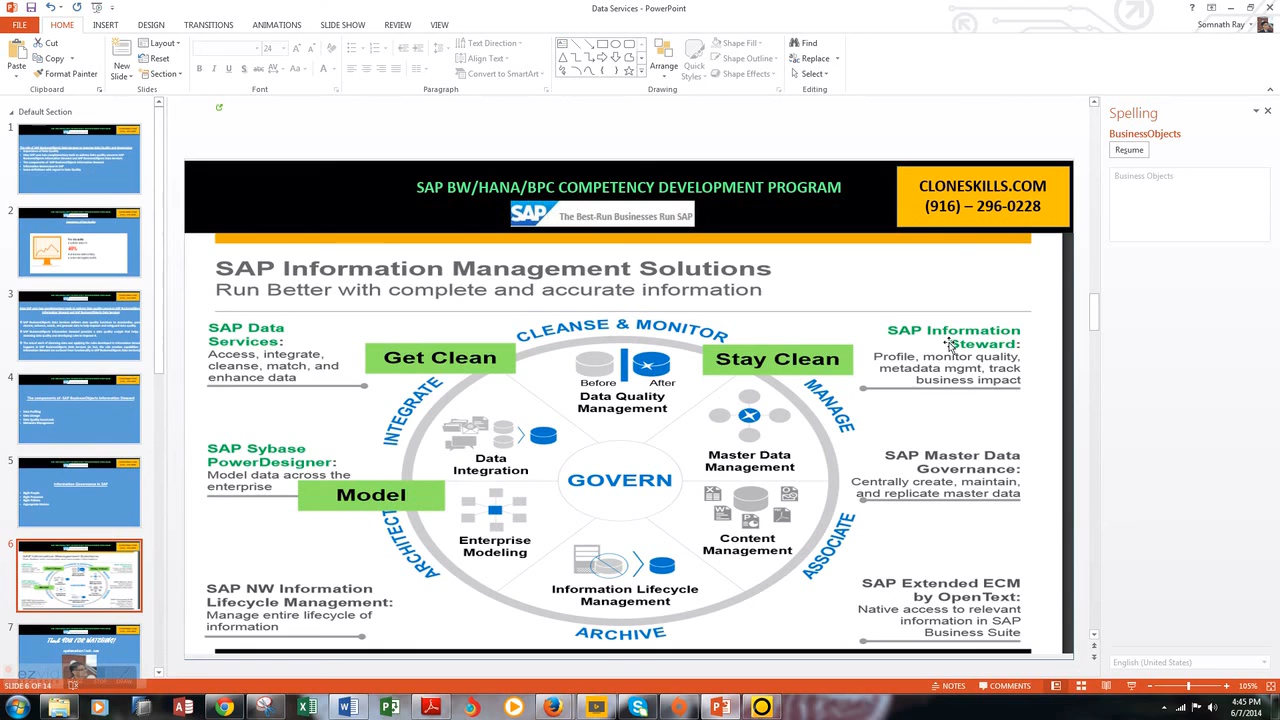 Data Services - PowerPoint
FILE HOME INSERT DESIGN TRANSITIONS ANIMATIONS SLIDE SHOW REVIEW VIEW
Somnath Ray
Paste
Cut
Copy
Format Painter
Clipboard
New
Slide
Layout
Reset
Section
Slides
24
Font
Text Direction
Align Text
Convert to SmartArt
Paragraph
Arrange
Quick
Styles
Shape Fill
Shape Outline
Shape Effects
Drawing
Find
Replace
Select
Editing
Default Section
1
2
3
4
5
6
7
Spelling
BusinessObjects
Resume
Business Objects
English (United States)
SAP BW/HANA/BPC COMPETENCY DEVELOPMENT PROGRAM
SAP The Best-Run Businesses Run SAP
CLONESKILLS.COM
(916) – 296-0228
SAP Information Management Solutions
Run Better with complete and accurate information
SAP Data
Services:
Access, integrate,
cleanse, match, and
enhance data
SAP Sybase
PowerDesigner:
Model data across the
enterprise
SAP NW Information
Lifecycle Management:
Manage entire lifecycle of
information
CLEANSE & MONITOR
Get Clean
Stay Clean
Before After
Data Quality
Management
INTEGRATE
MANAGE
Data
Integration
Master Data
Management
GOVERN
Model
Enterprise
Modeling
Content
Management
ARCHITECT
ASSOCIATE
Information Lifecycle
Management
ARCHIVE
SAP Information
Steward:
Profile, monitor quality,
metadata mgmt, track
business impact
SAP Master Data
Governance:
Centrally create, maintain,
and replicate master data
SAP Extended ECM
by OpenText:
Native access to relevant
information in SAP
Business Suite
SLIDE 6 OF 14
NOTES
COMMENTS
105%
4:45 PM
6/7/2014